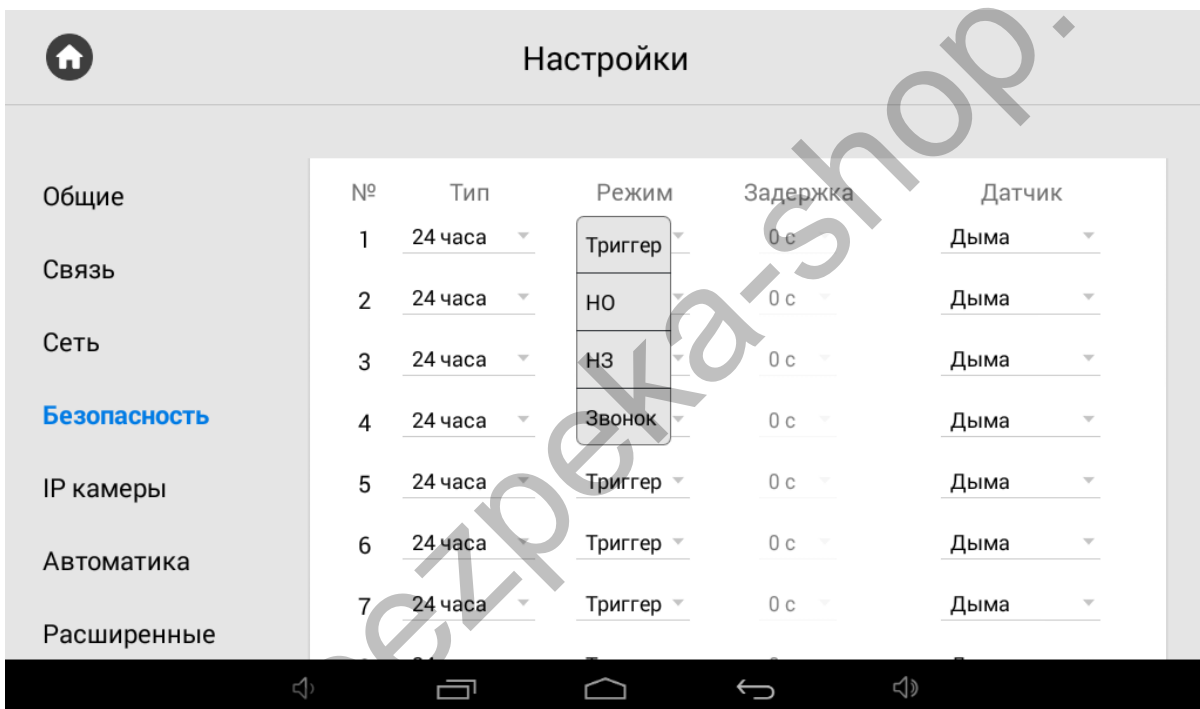 Настройки
Общие
Связь
Сеть
Безопасность
IP камеры
Автоматика
Расширенные
№ Тип Режим Задержка Датчик
1 24 часа Триггер 0 с Дыма
2 24 часа НО 0 с Дыма
3 24 часа НЗ 0 с Дыма
4 24 часа Звонок 0 с Дыма
5 24 часа Триггер 0 с Дыма
6 24 часа Триггер 0 с Дыма
7 24 часа Триггер 0 с Дыма
ezpeka-shop.